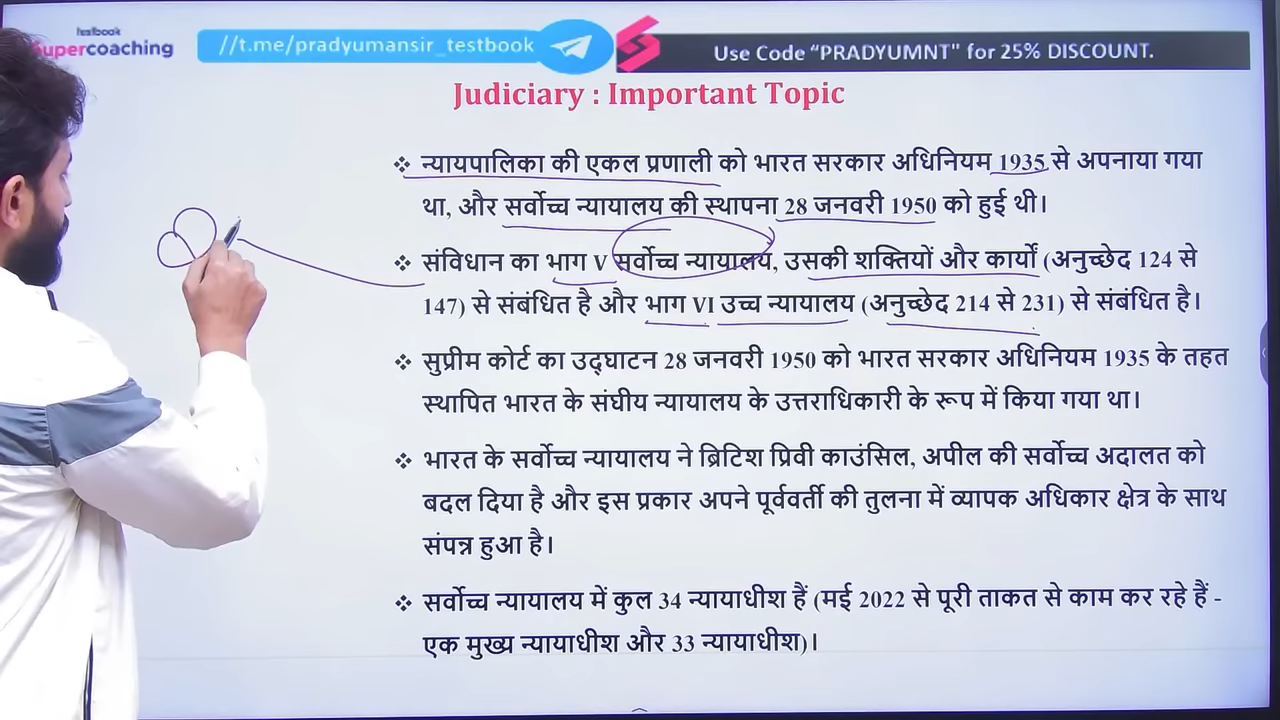 testbook
Supercoaching
//t.me/pradyumansir_testbook
Use Code “PRADYUMNT" for 25% DISCOUNT.
Judiciary : Important Topic
❖ न्यायपालिका की एकल प्रणाली को भारत सरकार अधिनियम 1935 से अपनाया गया
था, और सर्वोच्च न्यायालय की स्थापना 28 जनवरी 1950 को हुई थी।
❖ संविधान का भाग V सर्वोच्च न्यायालय, उसकी शक्तियों और कार्यों (अनुच्छेद 124 से
147) से संबंधित है और भाग VI उच्च न्यायालय (अनुच्छेद 214 से 231) से संबंधित है।
❖ सुप्रीम कोर्ट का उद्घाटन 28 जनवरी 1950 को भारत सरकार अधिनियम 1935 के तहत
स्थापित भारत के संघीय न्यायालय के उत्तराधिकारी के रूप में किया गया था।
❖ भारत के सर्वोच्च न्यायालय ने ब्रिटिश प्रिवी काउंसिल, अपील की सर्वोच्च अदालत को
बदल दिया है और इस प्रकार अपने पूर्ववर्ती की तुलना में व्यापक अधिकार क्षेत्र के साथ
संपन्न हुआ है।
❖ सर्वोच्च न्यायालय में कुल 34 न्यायाधीश हैं (मई 2022 से पूरी ताकत से काम कर रहे हैं -
एक मुख्य न्यायाधीश और 33 न्यायाधीश)।